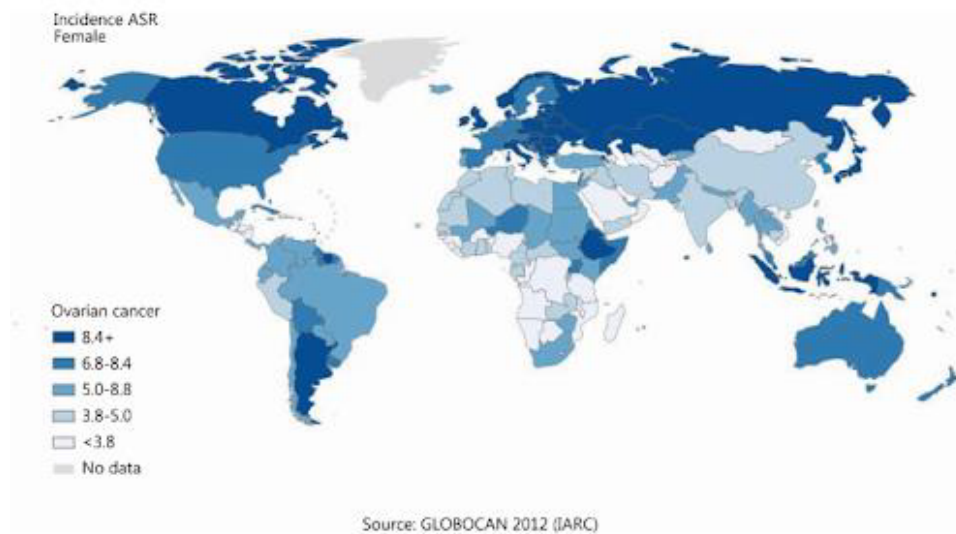 Incidence ASR
Female
Ovarian cancer
8.4+
6.8-8.4
5.0-8.8
3.8-5.0
<3.8
No data
Source: GLOBOCAN 2012 (IARC)